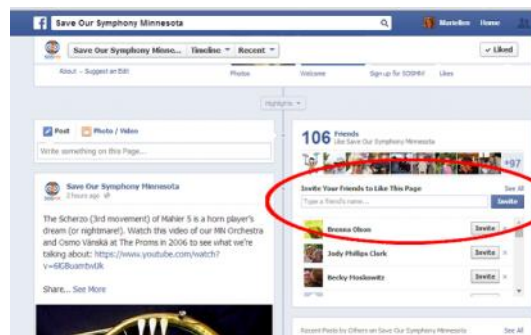 Save Our Symphony Minnesota
Marielien Home
Save Our Symphony Minne... Timeline Recent Liked
About – Suggest an Edit Photos Welcome Sign up for SOSMN Likes
Highlights
Post Photo / Video
Write something on this Page...
Save Our Symphony Minnesota
2 hours ago
The Scherzo (3rd movement) of Mahler 5 is a horn player's
dream (or nightmare!). Watch this video of our MN Orchestra
and Osmo Vänskä at The Proms in 2006 to see what we're
talking about: https://www.youtube.com/watch?
Share... See More
106 Friends
Like Save Our Symphony Minnesota
+97
Invite Your Friends to Like This Page See All
Type a friend's name... Invite
Brenna Olson Invite
Jody Phillips Clark Invite
Becky Moskowitz Invite
Recent Posts by Others on Save Our Symphony Minnesota See All